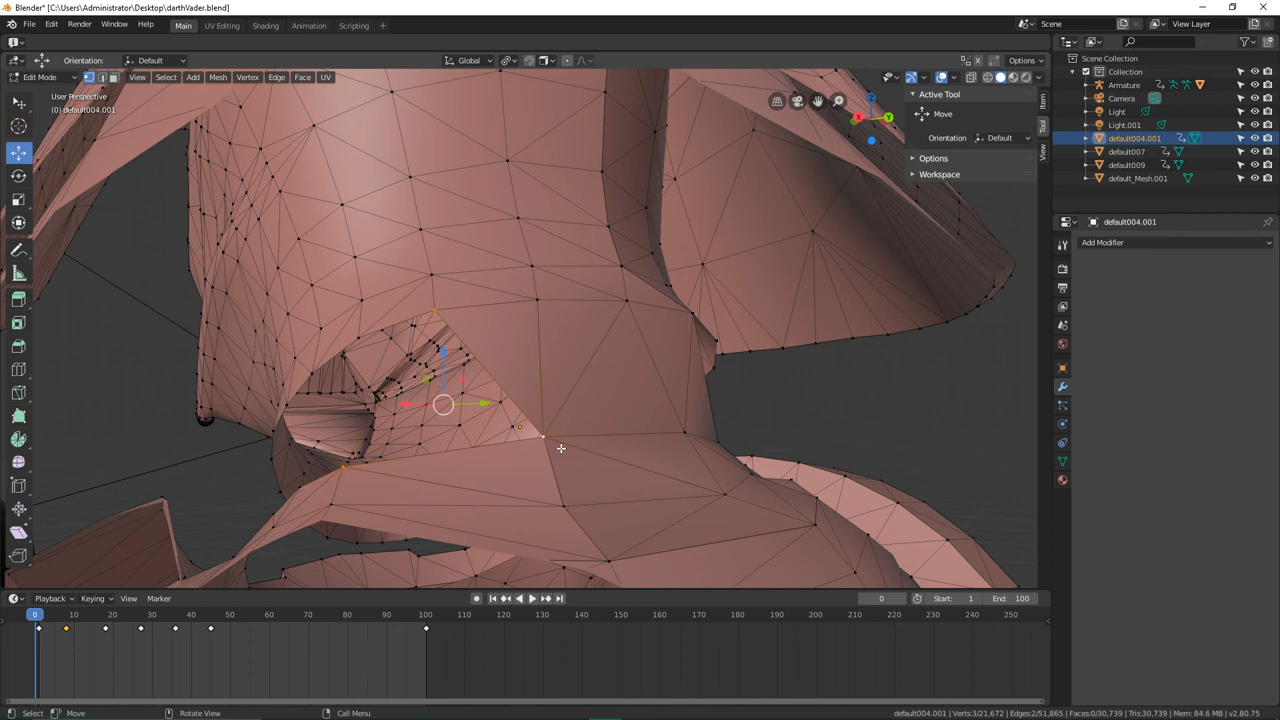 Blender* [C:\Users\Administrator\Desktop\darthVader.blend]
File Edit Render Window Help
Main UV Editing Shading Animation Scripting +
Scene
View Layer
Orientation: Default
Global
Options
Edit Mode
View Select Add Mesh Vertex Edge Face UV
User Perspective
(0) default004.001
Active Tool
Move
Orientation Default
Options
Workspace
Item
Tool
View
X
Y
Z
Scene Collection
Collection
Armature
Camera
Light
Light.001
default004.001
default007
default009
default_Mesh.001
default004.001
Add Modifier
Playback Keying View Marker
0 Start: 1 End: 100
0 10 20 30 40 50 60 70 80 90 100 110 120 130 140 150 160 170 180 190 200 210 220 230 240 250
Select Move Rotate View Call Menu
default004.001 | Verts:3/21,672 | Edges:2/51,865 | Faces:0/30,739 | Tris:30,739 | Mem: 84.6 MB | v2.80.75